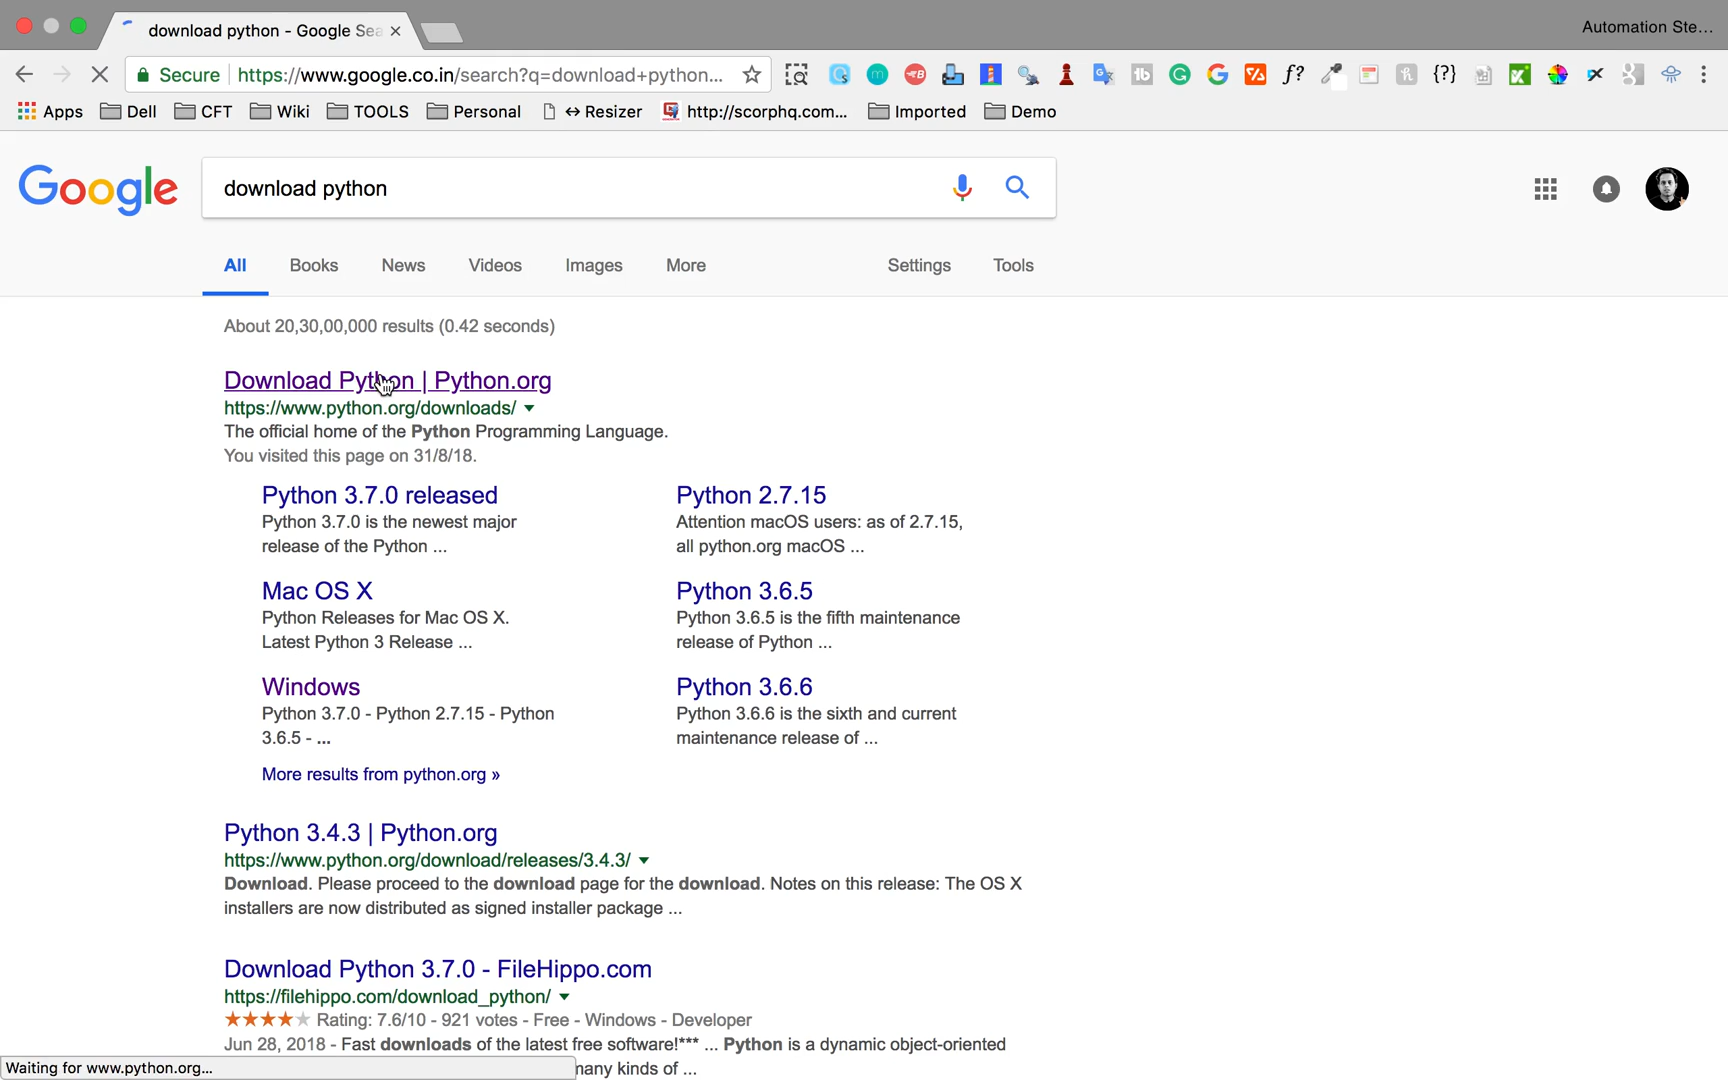 download python - Google Sea
Automation Ste...
Secure
https://www.google.co.in/search?q=download+python...
Apps
Dell
CFT
Wiki
TOOLS
Personal
↔ Resizer
http://scorphq.com...
Imported
Demo
Google
download python
All
Books
News
Videos
Images
More
Settings
Tools
About 20,30,00,000 results (0.42 seconds)
Download Python | Python.org
https://www.python.org/downloads/
The official home of the Python Programming Language.
You visited this page on 31/8/18.
Python 3.7.0 released
Python 3.7.0 is the newest major
release of the Python ...
Python 2.7.15
Attention macOS users: as of 2.7.15,
all python.org macOS ...
Mac OS X
Python Releases for Mac OS X.
Latest Python 3 Release ...
Python 3.6.5
Python 3.6.5 is the fifth maintenance
release of Python ...
Windows
Python 3.7.0 - Python 2.7.15 - Python
3.6.5 - ...
Python 3.6.6
Python 3.6.6 is the sixth and current
maintenance release of ...
More results from python.org »
Python 3.4.3 | Python.org
https://www.python.org/download/releases/3.4.3/
Download. Please proceed to the download page for the download. Notes on this release: The OS X
installers are now distributed as signed installer package ...
Download Python 3.7.0 - FileHippo.com
https://filehippo.com/download_python/
Rating: 7.6/10 - 921 votes - Free - Windows - Developer
Jun 28, 2018 - Fast downloads of the latest free software!*** ... Python is a dynamic object-oriented
many kinds of ...
Waiting for www.python.org...